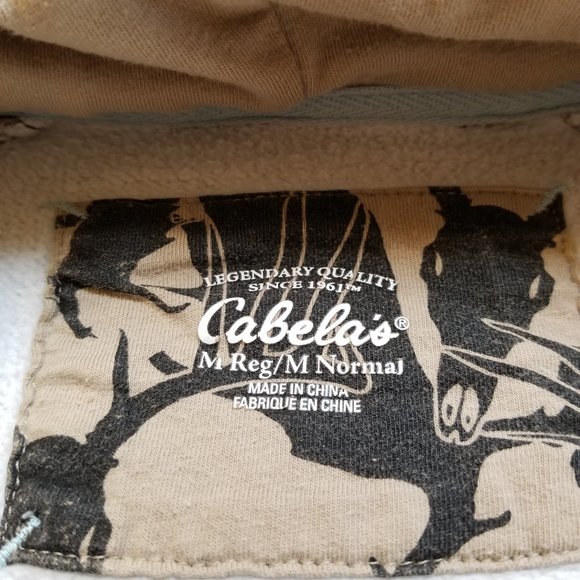 LEGENDARY QUALITY
SINCE 1961™
Cabela's®
M Reg/M Normal
MADE IN CHINA
FABRIQUE EN CHINE